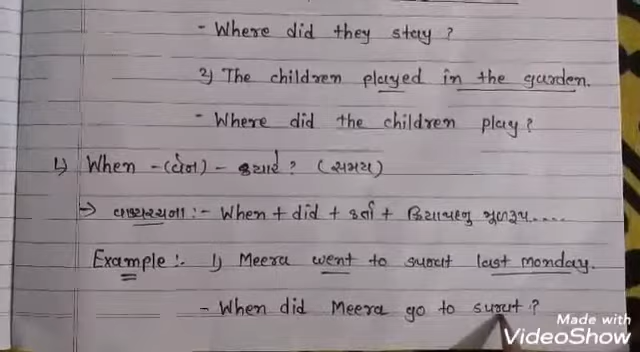 - Where did they stay ?
2) The children played in the garden.
- Where did the children play?
1) When - (વેન) - ક્યારે ? (સમય)
→ વાક્યરચના :- When + did + કર્તા + ક્રિયાપદનું મૂળરૂપ.....
Example :- 1) Meera went to surat last monday.
- When did Meera go to surat ?
Made with
VideoShow